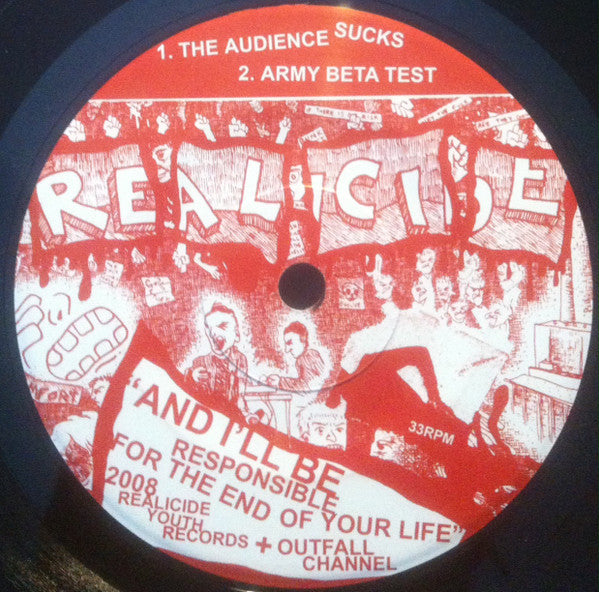 1. THE AUDIENCE SUCKS
2. ARMY BETA TEST
REALICIDE
33RPM
"AND I'LL BE
RESPONSIBLE
FOR THE END OF YOUR LIFE"
2008
REALICIDE
YOUTH
RECORDS + OUTFALL
CHANNEL